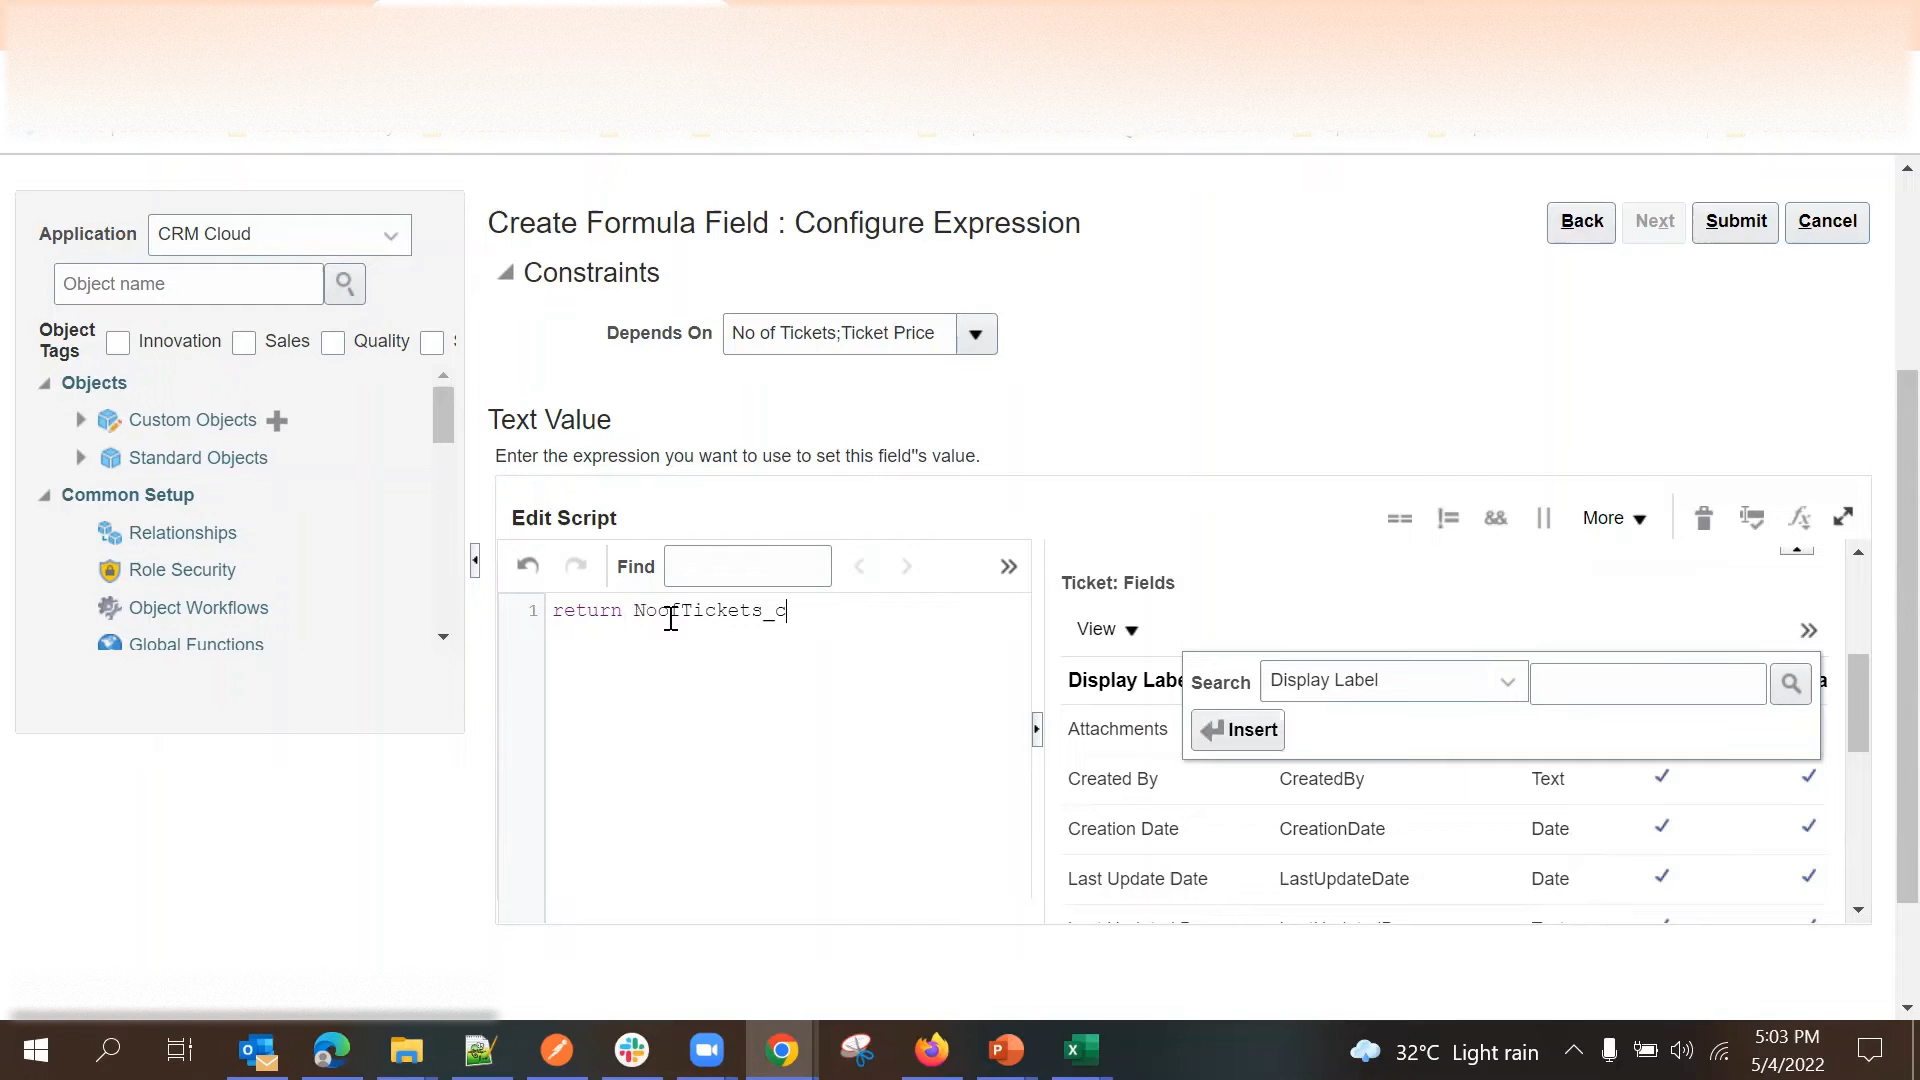 Application CRM Cloud
Object name
Object Tags Innovation Sales Quality
Objects
Custom Objects
Standard Objects
Common Setup
Relationships
Role Security
Object Workflows
Global Functions
Create Formula Field : Configure Expression
Back Next Submit Cancel
Constraints
Depends On No of Tickets;Ticket Price
Text Value
Enter the expression you want to use to set this field"s value.
Edit Script
== != && || More
Find
1 return NoofTickets_c
Ticket: Fields
View
Display Labe
Search Display Label
Insert
Attachments
Created By CreatedBy Text
Creation Date CreationDate Date
Last Update Date LastUpdateDate Date
32°C Light rain
5:03 PM
5/4/2022